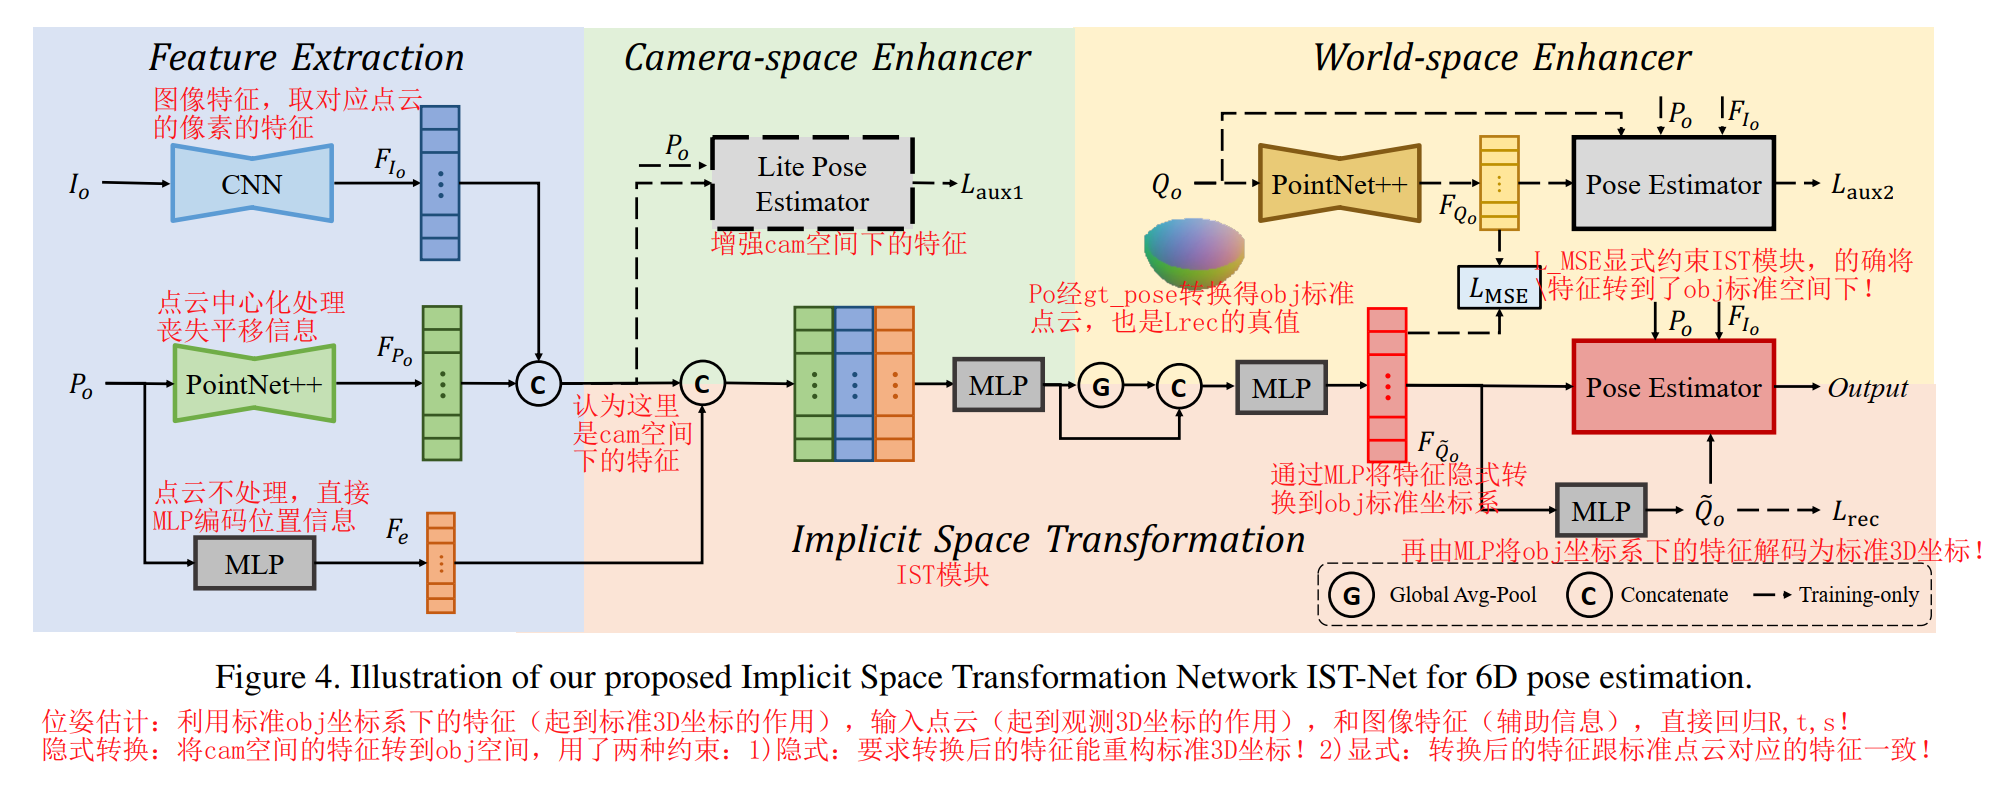 Feature Extraction
Camera-space Enhancer
World-space Enhancer
图像特征，取对应点云
的像素的特征
I_o
CNN
F_{I_o}
点云中心化处理
丧失平移信息
P_o
PointNet++
F_{P_o}
C
点云不处理，直接
MLP编码位置信息
MLP
F_e
P_o
Lite Pose
Estimator
L_{aux1}
增强cam空间下的特征
认为这里
是cam空间
下的特征
C
MLP
Q_o
PointNet++
F_{Q_o}
P_o
F_{I_o}
Pose Estimator
L_{aux2}
L_MSE显式约束IST模块，的确将
\特征转到了obj标准空间下！
L_{MSE}
Po经gt_pose转换得obj标准
点云，也是Lrec的真值
G
C
MLP
F_{Q̃_o}
P_o
F_{I_o}
Pose Estimator
Output
通过MLP将特征隐式转
换到obj标准坐标系
MLP
Q̃_o
L_{rec}
再由MLP将obj坐标系下的特征解码为标准3D坐标！
Implicit Space Transformation
IST模块
G Global Avg-Pool C Concatenate Training-only
Figure 4. Illustration of our proposed Implicit Space Transformation Network IST-Net for 6D pose estimation.
位姿估计：利用标准obj坐标系下的特征（起到标准3D坐标的作用），输入点云（起到观测3D坐标的作用），和图像特征（辅助信息），直接回归R,t,s！
隐式转换：将cam空间的特征转到obj空间，用了两种约束：1)隐式：要求转换后的特征能重构标准3D坐标！2)显式：转换后的特征跟标准点云对应的特征一致！